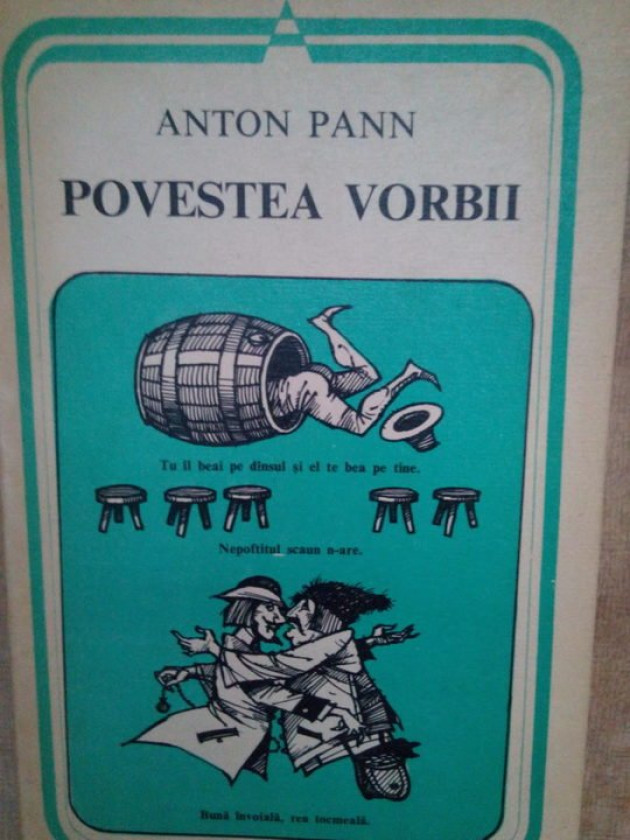 ANTON PANN
POVESTEA VORBII
Tu îl beai pe dînsul și el te bea pe tine.
Nepoftitul scaun n-are.
Bună învoială, rea tocmeală.